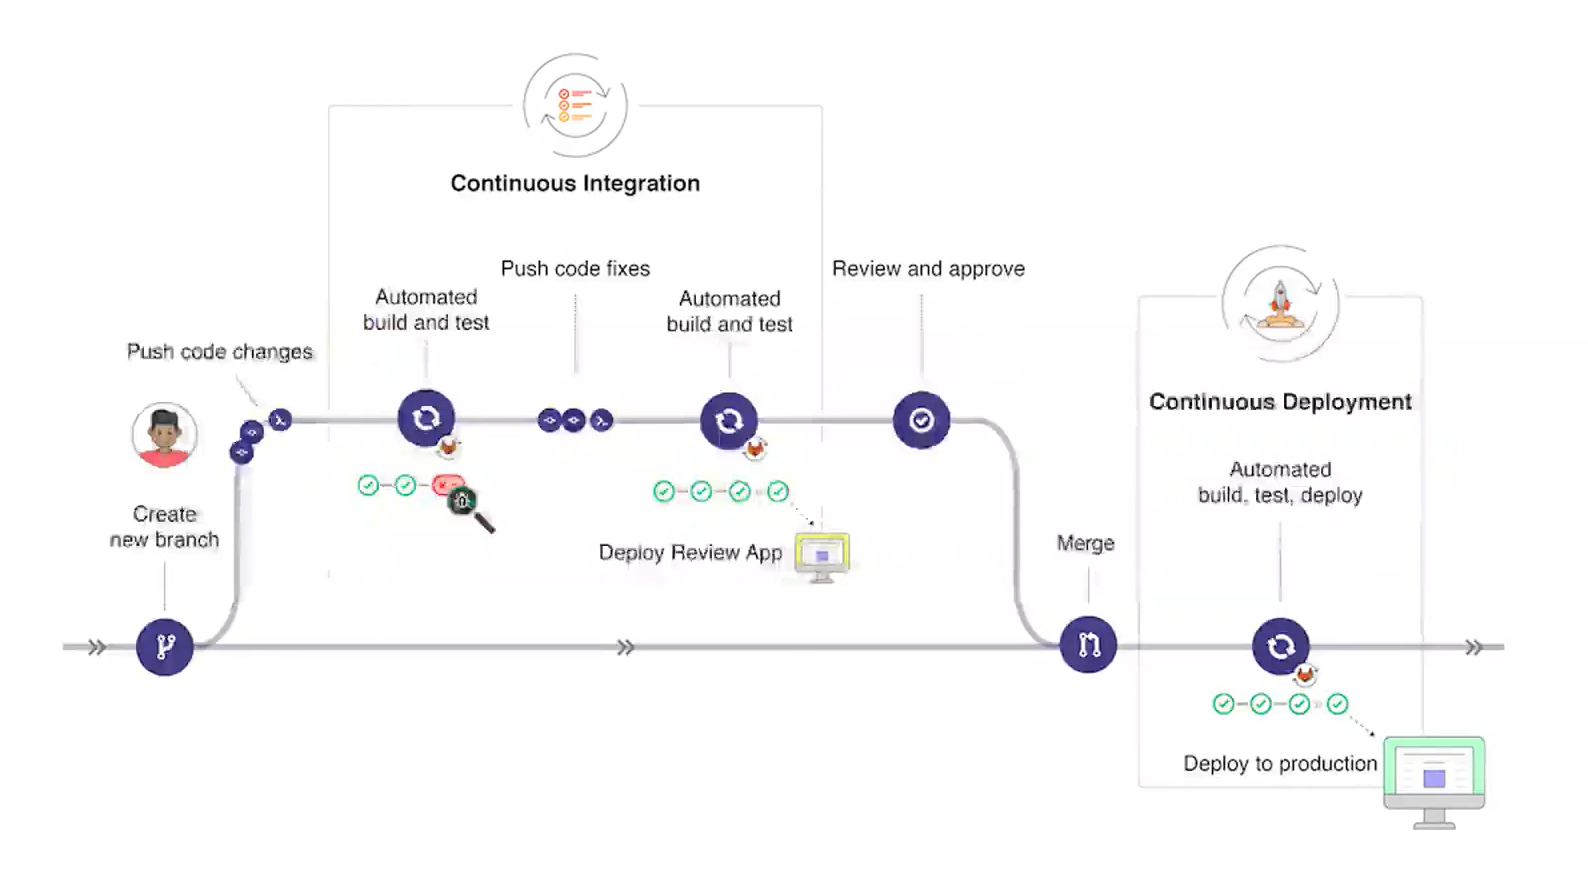 Continuous Integration
Push code fixes
Review and approve
Automated
build and test
Automated
build and test
Push code changes
Continuous Deployment
Automated
build, test, deploy
Create
new branch
Merge
Deploy Review App
Deploy to production